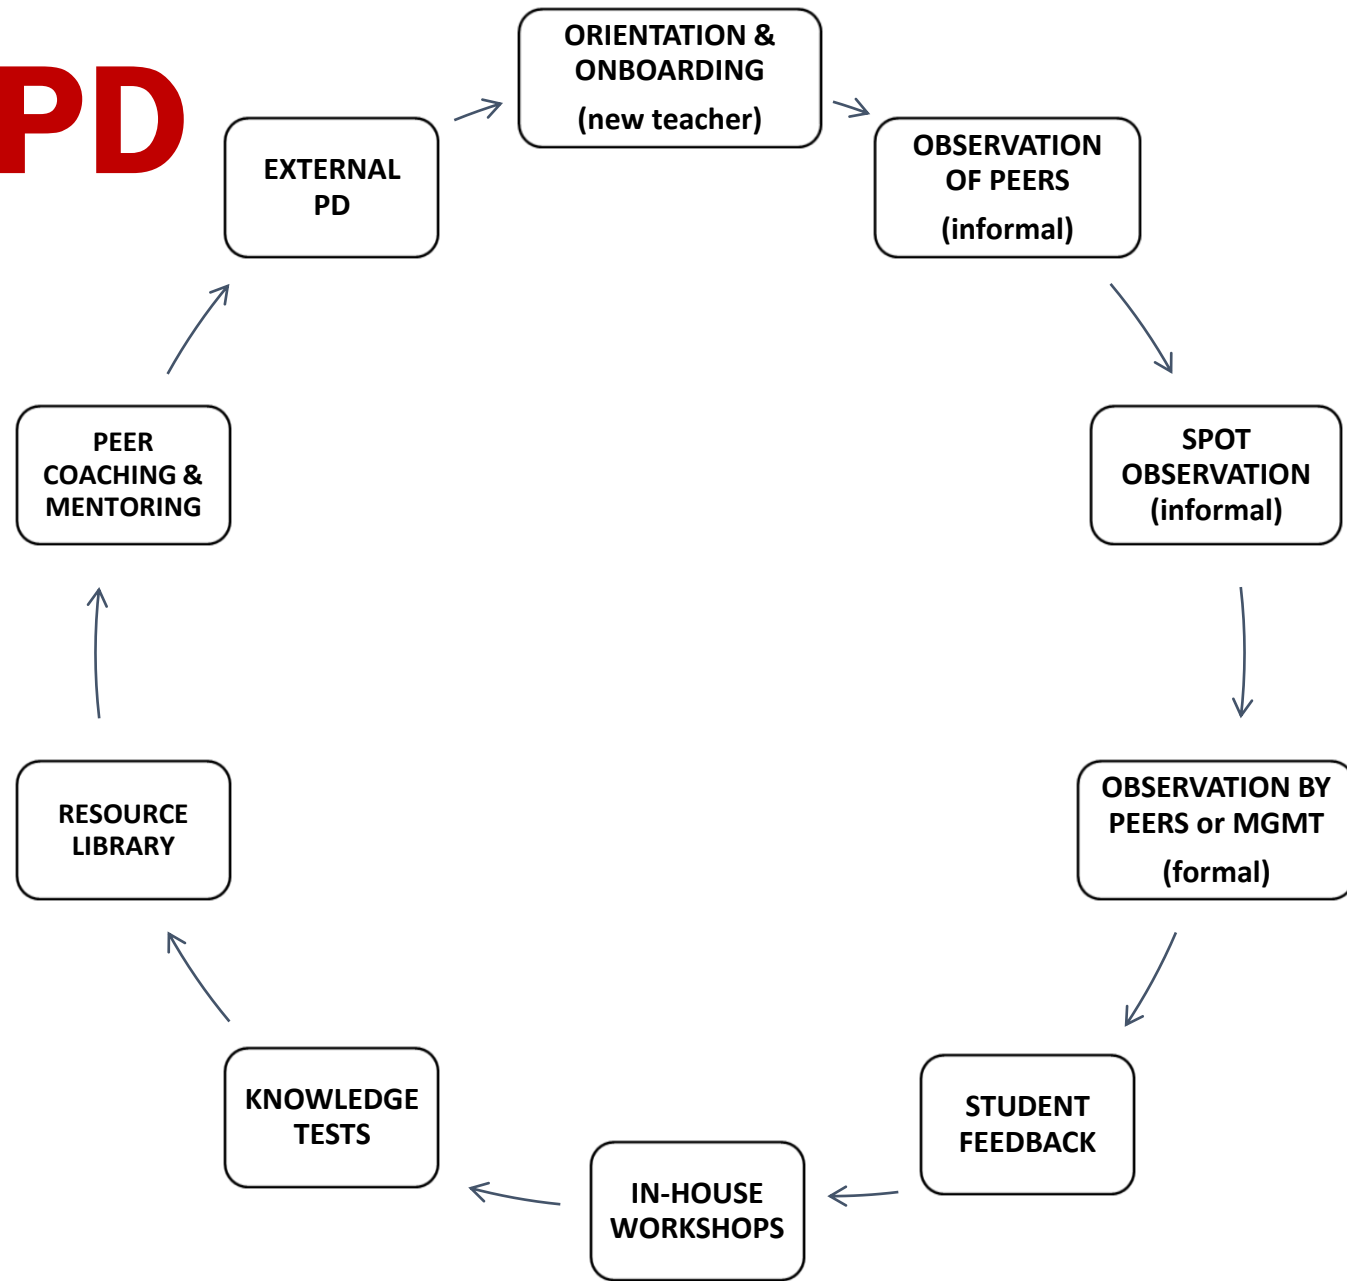 PD
ORIENTATION &
ONBOARDING
(new teacher)
OBSERVATION
OF PEERS
(informal)
SPOT
OBSERVATION
(informal)
OBSERVATION BY
PEERS or MGMT
(formal)
STUDENT
FEEDBACK
IN-HOUSE
WORKSHOPS
KNOWLEDGE
TESTS
RESOURCE
LIBRARY
PEER
COACHING &
MENTORING
EXTERNAL
PD